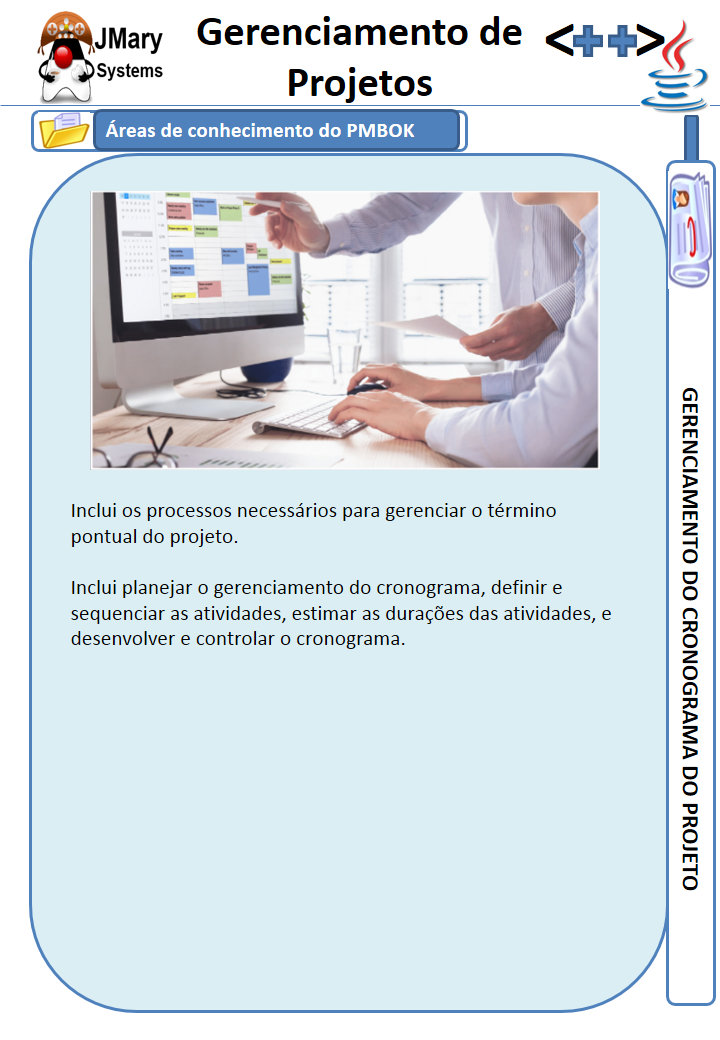 JMary
Systems
Gerenciamento de
Projetos
<++>
Áreas de conhecimento do PMBOK
Inclui os processos necessários para gerenciar o término
pontual do projeto.
Inclui planejar o gerenciamento do cronograma, definir e
sequenciar as atividades, estimar as durações das atividades, e
desenvolver e controlar o cronograma.
GERENCIAMENTO DO CRONOGRAMA DO PROJETO